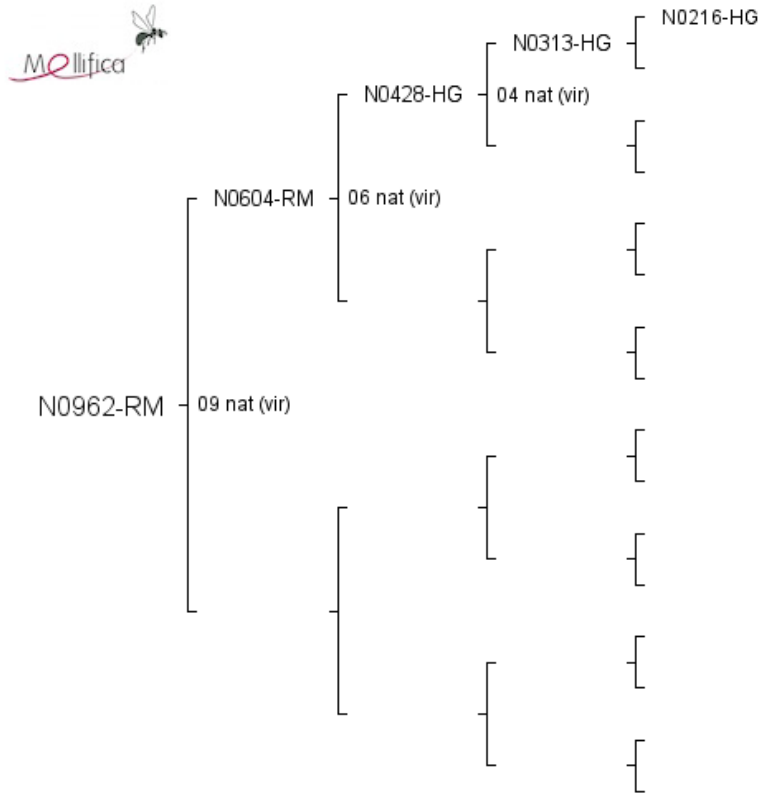 Mellifica
N0216-HG
N0313-HG
N0428-HG
04 nat (vir)
N0604-RM
06 nat (vir)
N0962-RM
09 nat (vir)